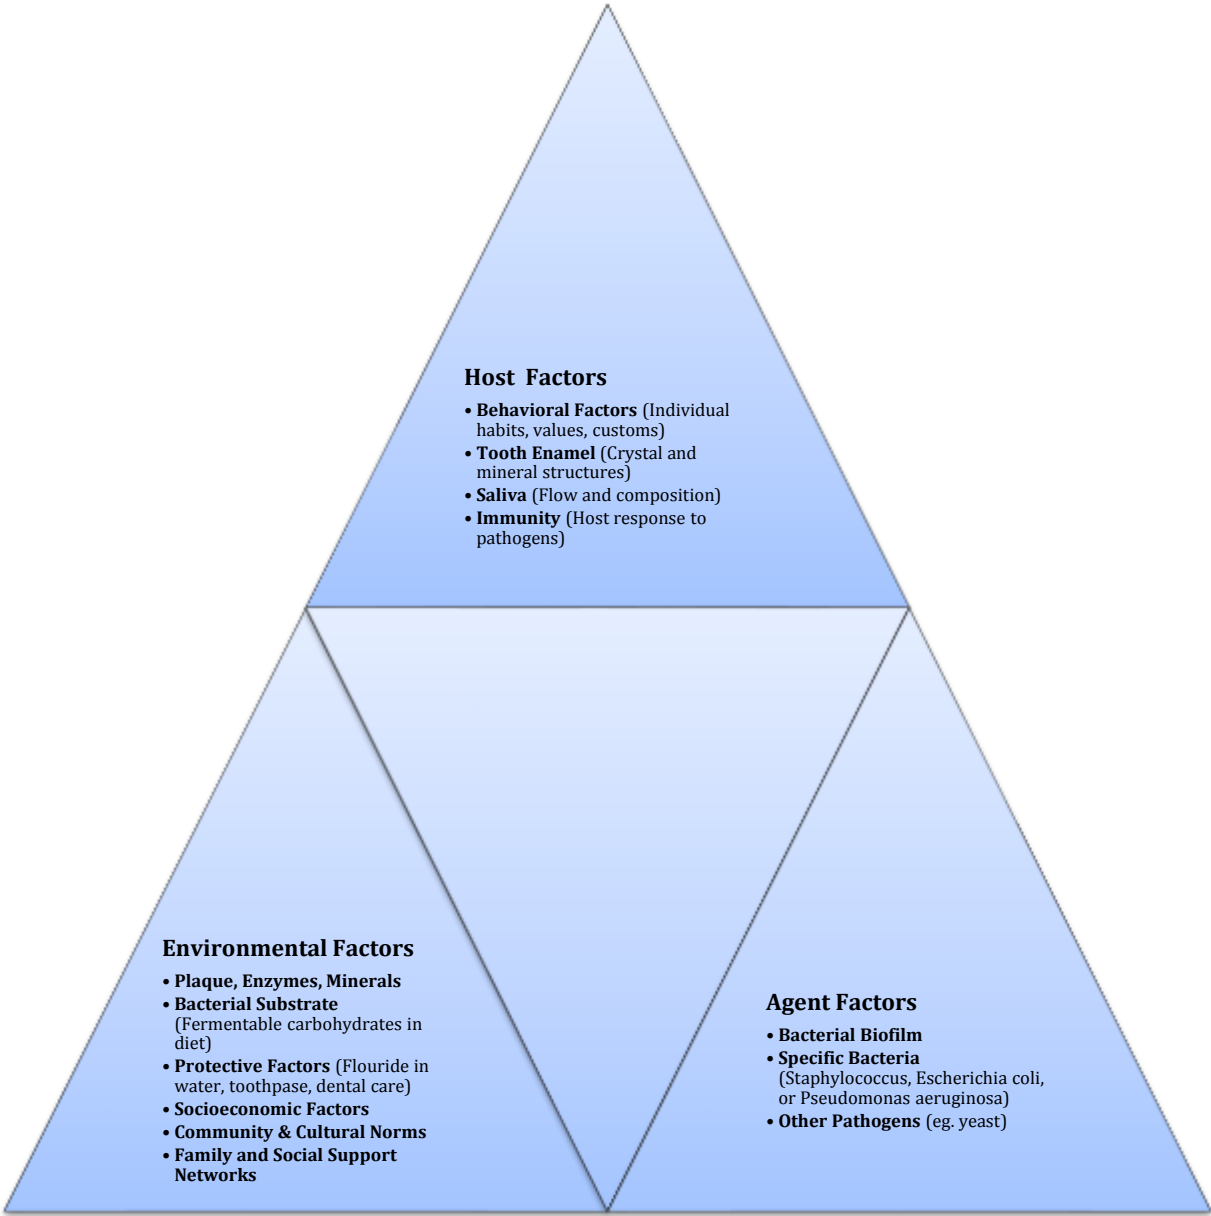 Host  Factors
• Behavioral Factors (Individual
habits, values, customs)
• Tooth Enamel (Crystal and
mineral structures)
• Saliva (Flow and composition)
• Immunity (Host response to
pathogens)
Environmental Factors
• Plaque, Enzymes, Minerals
• Bacterial Substrate
(Fermentable carbohydrates in
diet)
• Protective Factors (Flouride in
water, toothpase, dental care)
• Socioeconomic Factors
• Community & Cultural Norms
• Family and Social Support
Networks
Agent Factors
• Bacterial Biofilm
• Specific Bacteria
(Staphylococcus, Escherichia coli,
or Pseudomonas aeruginosa)
• Other Pathogens (eg. yeast)